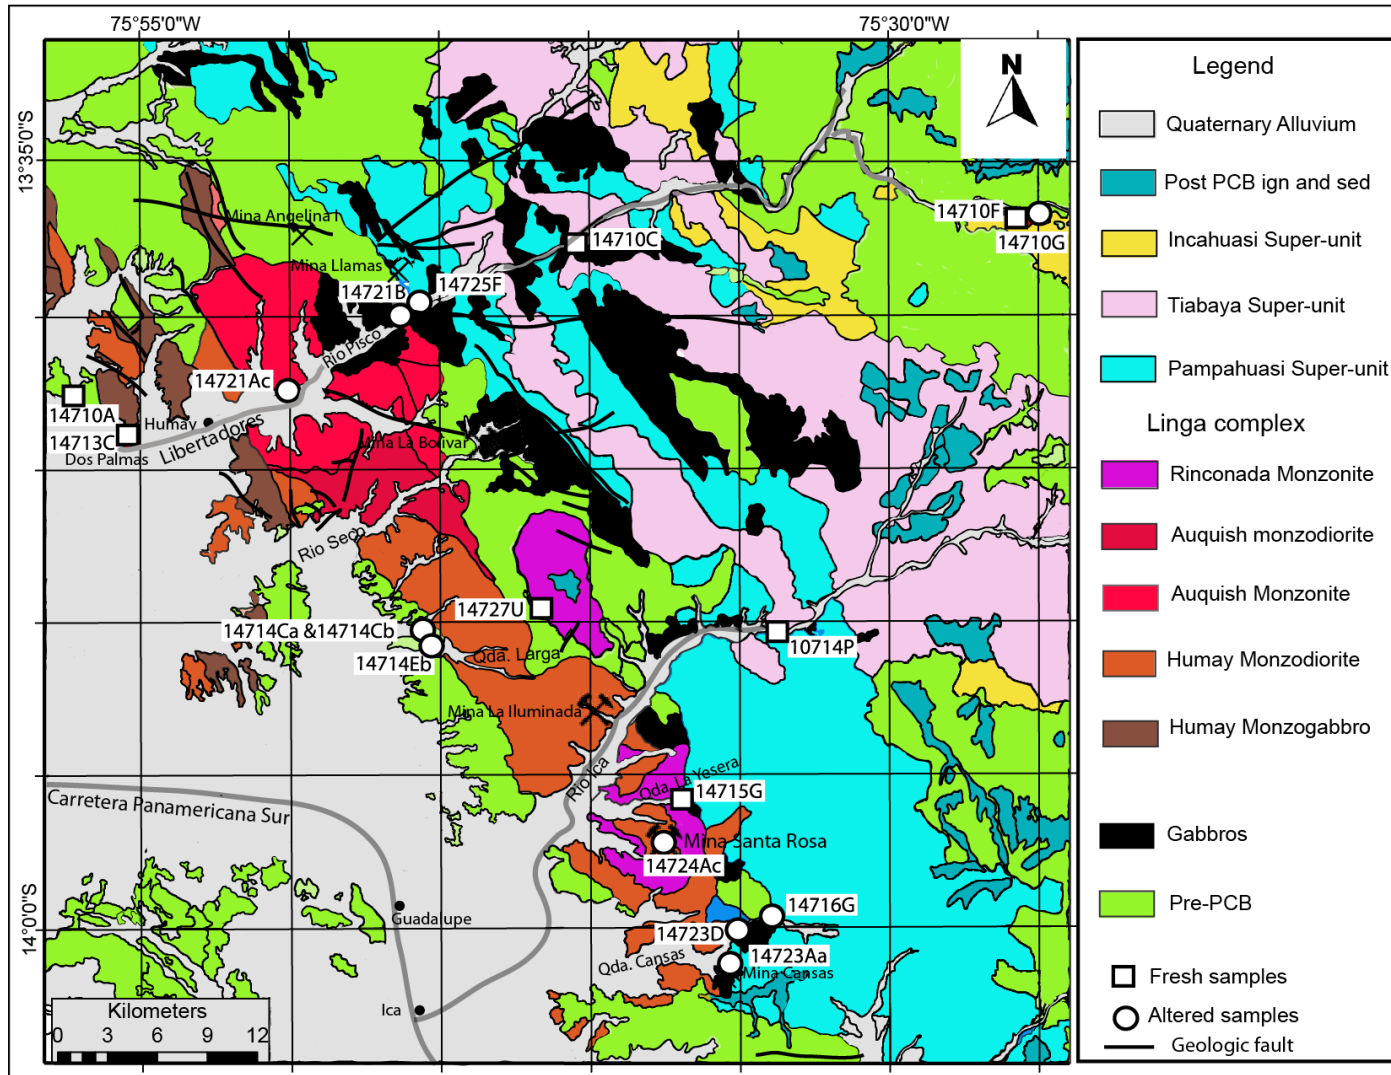 75°55'0"W
75°30'0"W
13°35'0"S
14°0'0"S
N
Mina Angelina I
Mina Llamas
14721B
14725F
14710C
14710F
14710G
Rio Pisco
14721Ac
14710A
14713C
Humay
Libertadores
Dos Palmas
Mina La Bolivar
Rio Seco
14727U
14714Ca &14714Cb
14714Eb
Qda. Larga
10714P
Mina La Iluminada
Rio Ica
Qda. La Yesera
14715G
Carretera Panamericana Sur
Mina Santa Rosa
14724Ac
14716G
Guadalupe
14723D
14723Aa
Qda. Cansas
Mina Cansas
Ica
Kilometers
0 3 6 9 12
Legend
Quaternary Alluvium
Post PCB ign and sed
Incahuasi Super-unit
Tiabaya Super-unit
Pampahuasi Super-unit
Linga complex
Rinconada Monzonite
Auquish monzodiorite
Auquish Monzonite
Humay Monzodiorite
Humay Monzogabbro
Gabbros
Pre-PCB
Fresh samples
Altered samples
Geologic fault